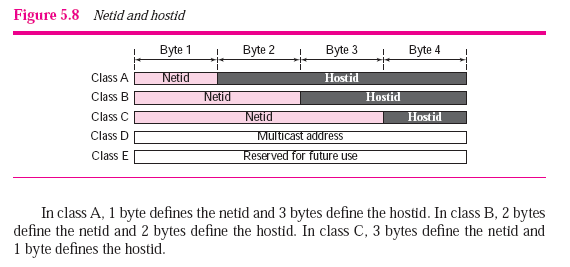 Figure 5.8 Netid and hostid
Byte 1 Byte 2 Byte 3 Byte 4
Class A Netid Hostid
Class B Netid Hostid
Class C Netid Hostid
Class D Multicast address
Class E Reserved for future use
In class A, 1 byte defines the netid and 3 bytes define the hostid. In class B, 2 bytes
define the netid and 2 bytes define the hostid. In class C, 3 bytes define the netid and
1 byte defines the hostid.